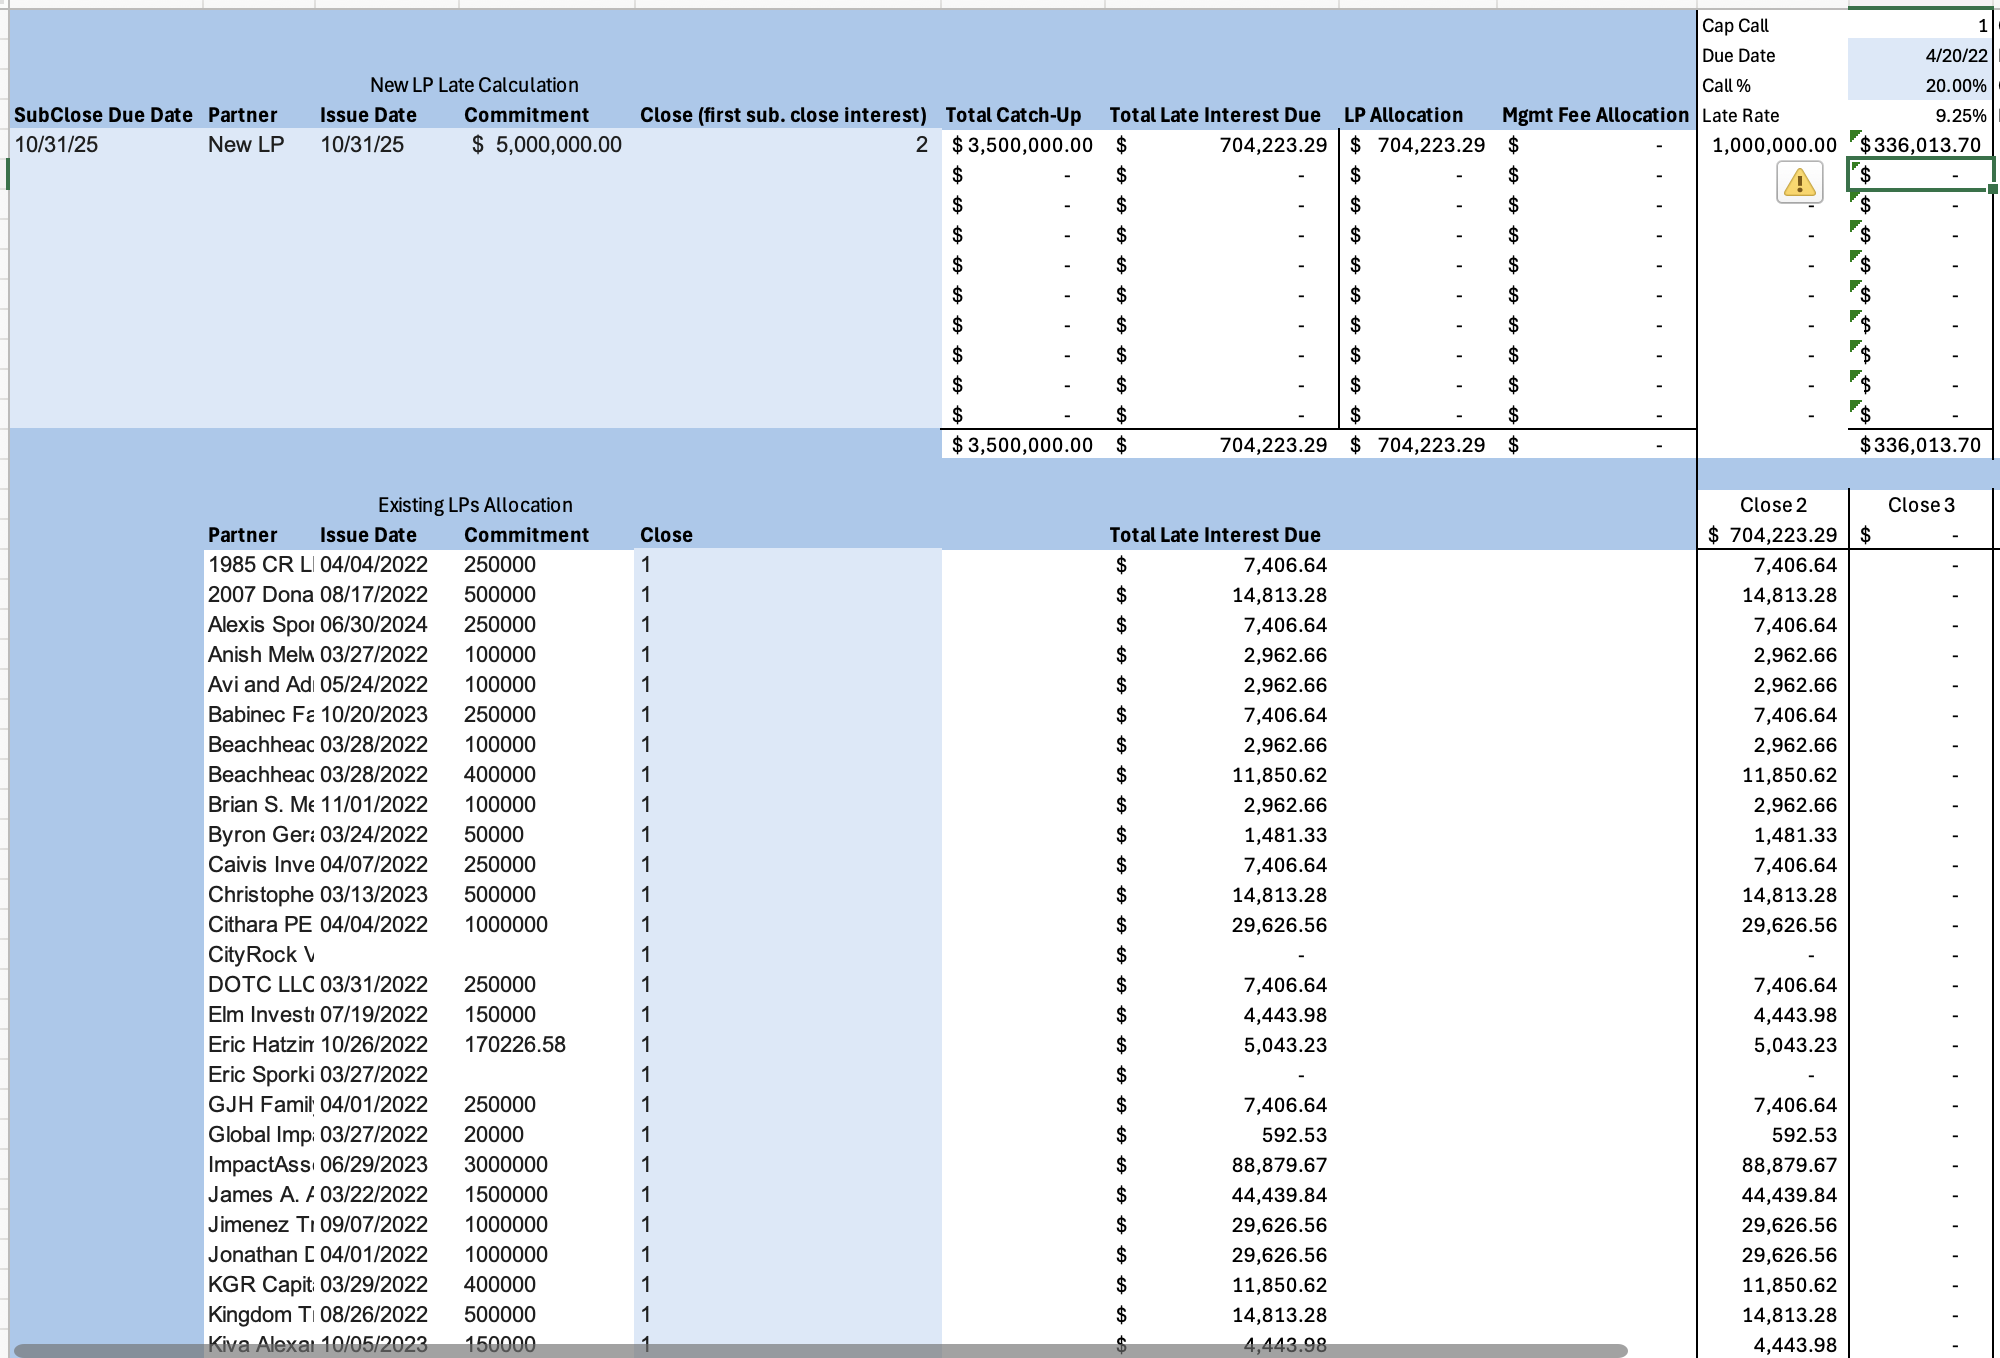 Cap Call 1
Due Date 4/20/22
New LP Late Calculation Call % 20.00%
SubClose Due Date Partner Issue Date Commitment Close (first sub. close interest) Total Catch-Up Total Late Interest Due LP Allocation Mgmt Fee Allocation Late Rate 9.25%
10/31/25 New LP 10/31/25 $ 5,000,000.00 2 $ 3,500,000.00 $ 704,223.29 $ 704,223.29 $ - 1,000,000.00 $ 336,013.70
$ - $ - $ - $ - $ -
$ - $ - $ - $ - - $ -
$ - $ - $ - $ - - $ -
$ - $ - $ - $ - - $ -
$ - $ - $ - $ - - $ -
$ - $ - $ - $ - - $ -
$ - $ - $ - $ - - $ -
$ - $ - $ - $ - - $ -
$ - $ - $ - $ - - $ -
$ 3,500,000.00 $ 704,223.29 $ 704,223.29 $ - $ 336,013.70
Existing LPs Allocation Close 2 Close 3
Partner Issue Date Commitment Close Total Late Interest Due $ 704,223.29 $ -
1985 CR 04/04/2022 250000 1 $ 7,406.64 7,406.64 -
2007 Dona 08/17/2022 500000 1 $ 14,813.28 14,813.28 -
Alexis Spor 06/30/2024 250000 1 $ 7,406.64 7,406.64 -
Anish Melw 03/27/2022 100000 1 $ 2,962.66 2,962.66 -
Avi and Ad 05/24/2022 100000 1 $ 2,962.66 2,962.66 -
Babinec Fa 10/20/2023 250000 1 $ 7,406.64 7,406.64 -
Beachheac 03/28/2022 100000 1 $ 2,962.66 2,962.66 -
Beachheac 03/28/2022 400000 1 $ 11,850.62 11,850.62 -
Brian S. Me 11/01/2022 100000 1 $ 2,962.66 2,962.66 -
Byron Gera 03/24/2022 50000 1 $ 1,481.33 1,481.33 -
Caivis Inve 04/07/2022 250000 1 $ 7,406.64 7,406.64 -
Christophe 03/13/2023 500000 1 $ 14,813.28 14,813.28 -
Cithara PE 04/04/2022 1000000 1 $ 29,626.56 29,626.56 -
CityRock V 1 $ - - -
DOTC LLC 03/31/2022 250000 1 $ 7,406.64 7,406.64 -
Elm Invest 07/19/2022 150000 1 $ 4,443.98 4,443.98 -
Eric Hatzim 10/26/2022 170226.58 1 $ 5,043.23 5,043.23 -
Eric Sporki 03/27/2022 1 $ - - -
GJH Famil 04/01/2022 250000 1 $ 7,406.64 7,406.64 -
Global Imp 03/27/2022 20000 1 $ 592.53 592.53 -
ImpactAss 06/29/2023 3000000 1 $ 88,879.67 88,879.67 -
James A. A 03/22/2022 1500000 1 $ 44,439.84 44,439.84 -
Jimenez Tr 09/07/2022 1000000 1 $ 29,626.56 29,626.56 -
Jonathan D 04/01/2022 1000000 1 $ 29,626.56 29,626.56 -
KGR Capit 03/29/2022 400000 1 $ 11,850.62 11,850.62 -
Kingdom T 08/26/2022 500000 1 $ 14,813.28 14,813.28 -
Kiva Alexa 10/05/2023 150000 1 $ 4,443.98 4,443.98 -